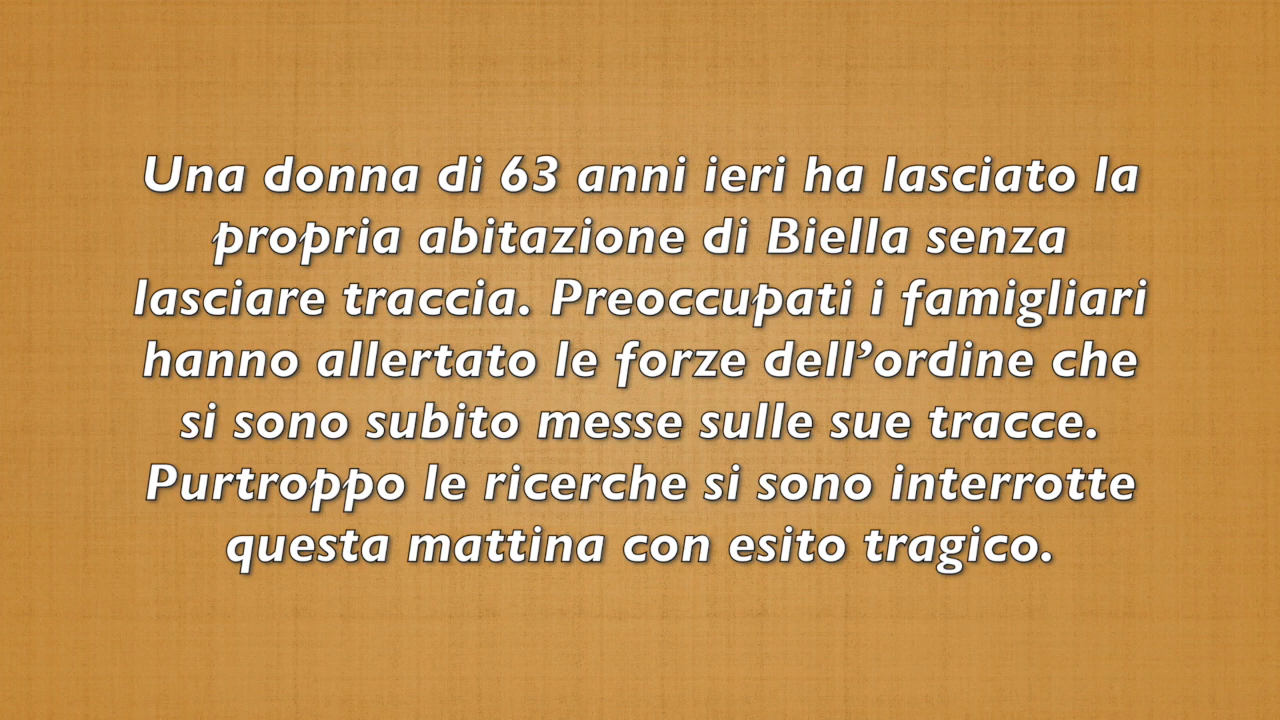 Una donna di 63 anni ieri ha lasciato la
propria abitazione di Biella senza
lasciare traccia. Preoccupati i famigliari
hanno allertato le forze dell’ordine che
si sono subito messe sulle sue tracce.
Purtroppo le ricerche si sono interrotte
questa mattina con esito tragico.